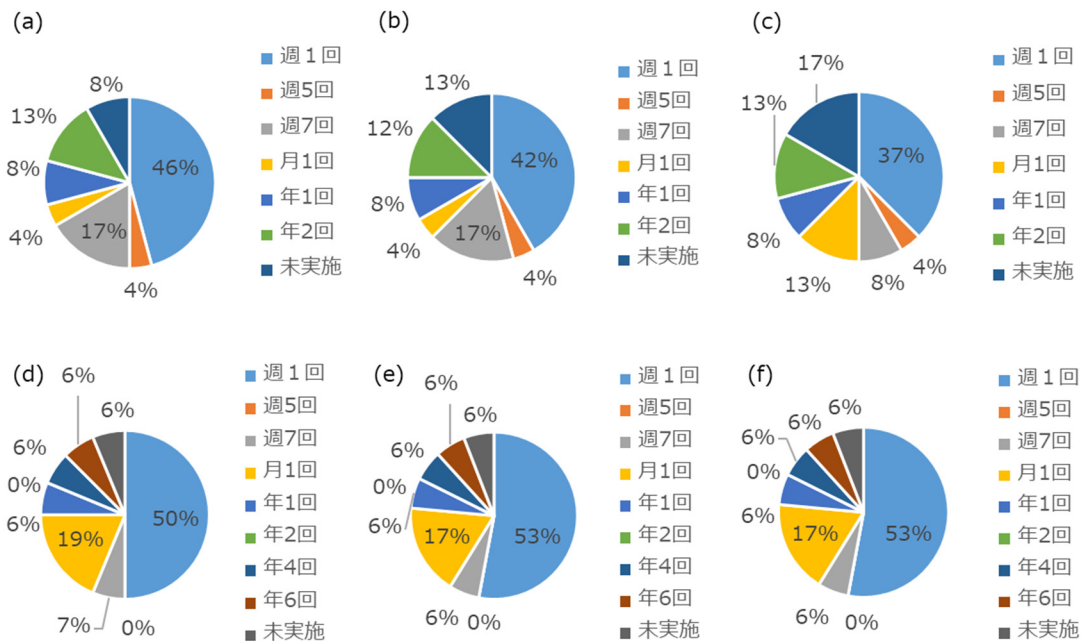 (a)
8%
13%
8%
4%
17%
4%
46%
週１回
週5回
週7回
月1回
年1回
年2回
未実施
(b)
13%
12%
8%
4%
17%
4%
42%
週１回
週5回
週7回
月1回
年1回
年2回
未実施
(c)
17%
13%
8%
13%
8%
4%
37%
週１回
週5回
週7回
月1回
年1回
年2回
未実施
(d)
6%
6%
6%
0%
6%
19%
7%
0%
50%
週１回
週5回
週7回
月1回
年1回
年2回
年4回
年6回
未実施
(e)
6%
6%
6%
0%
6%
17%
6%
0%
53%
週１回
週5回
週7回
月1回
年1回
年2回
年4回
年6回
未実施
(f)
6%
6%
6%
0%
6%
17%
6%
0%
53%
週１回
週5回
週7回
月1回
年1回
年2回
年4回
年6回
未実施